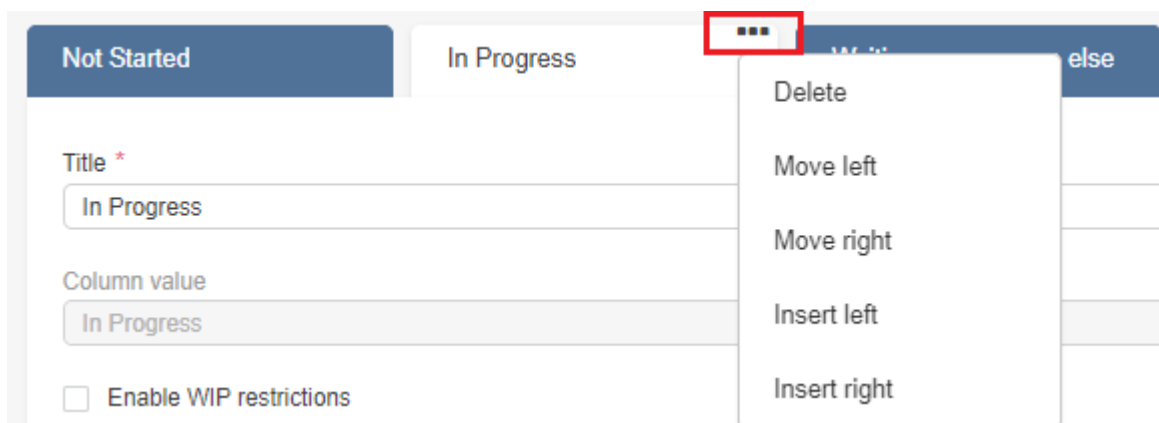 Not Started
In Progress
else
Delete
Move left
Move right
Insert left
Insert right
Title *
In Progress
Column value
In Progress
Enable WIP restrictions